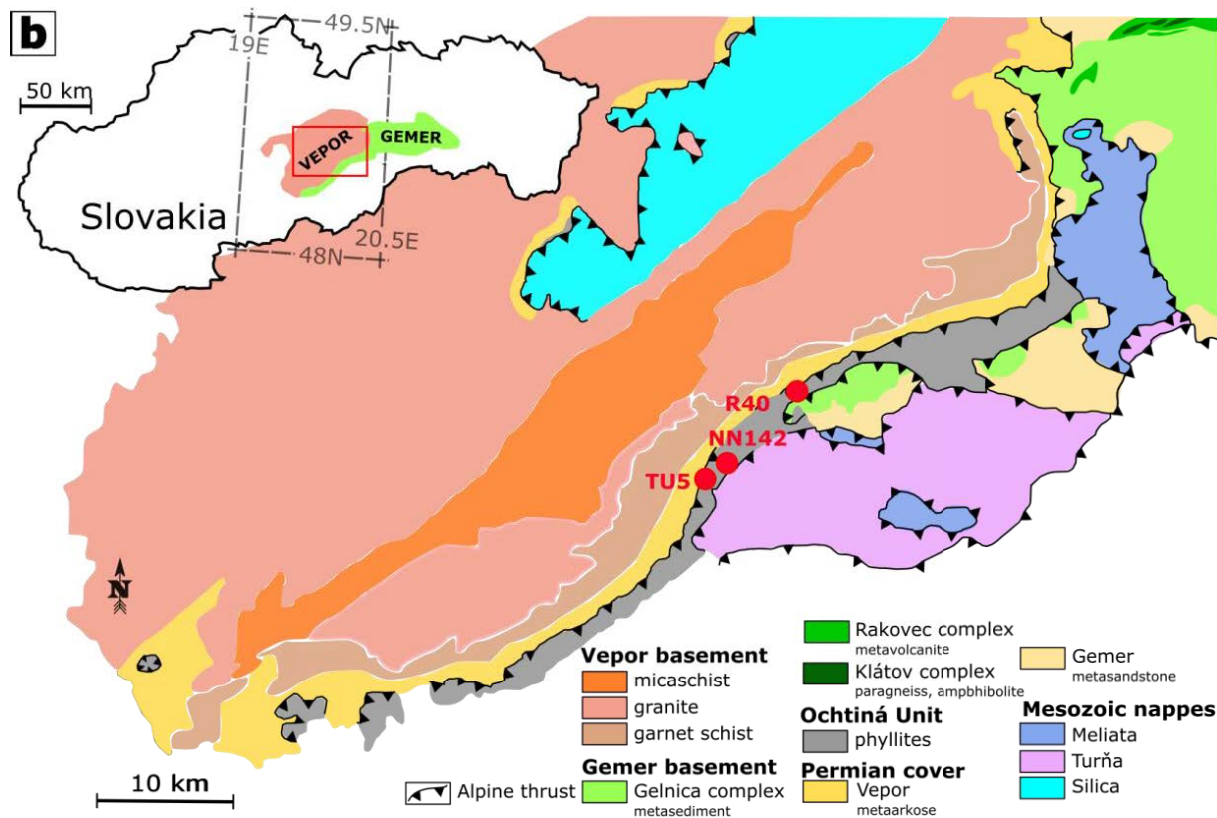 b
49.5N
19E
50 km
VEPOR
GEMER
Slovakia
20.5E
48N
R40
NN142
TU5
N
10 km
Alpine thrust
Vepor basement
micaschist
granite
garnet schist
Gemer basement
Gelnica complex
metasediment
Rakovec complex
metavolcanite
Klátov complex
paragneiss, ampbhibolite
Ochtiná Unit
phyllites
Permian cover
Vepor
metaarkose
Gemer
metasandstone
Mesozoic nappes
Meliata
Turňa
Silica